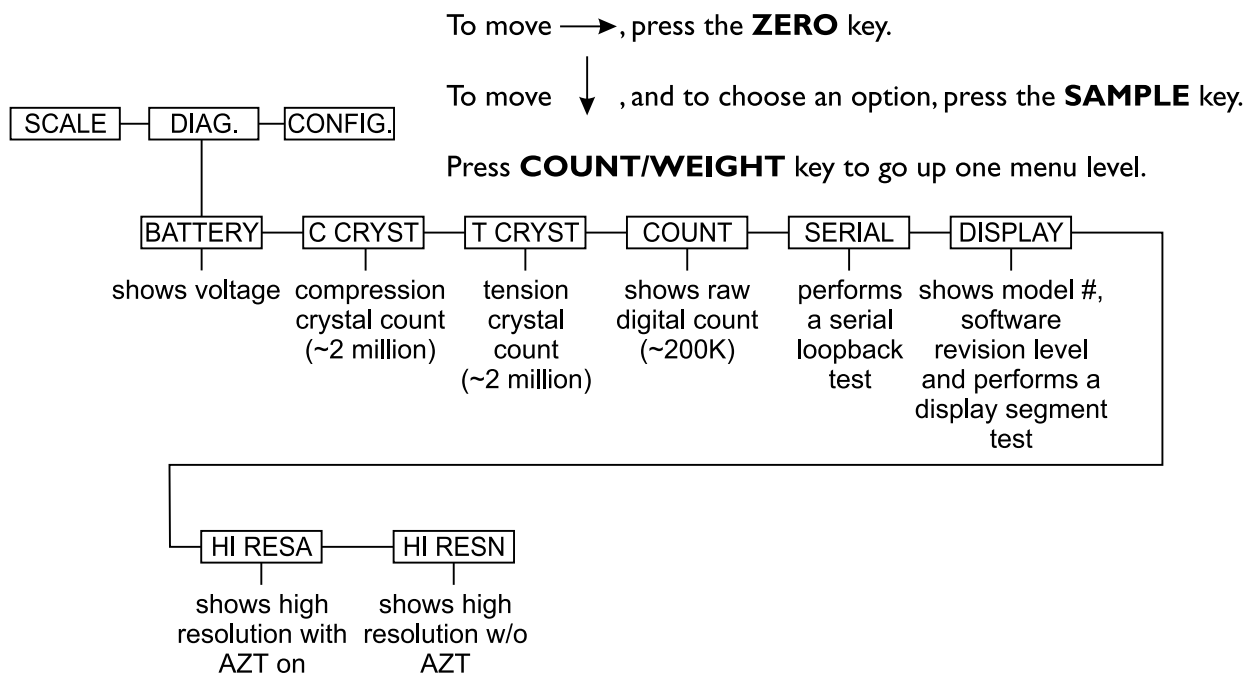 To move →, press the ZERO key.
To move ↓, and to choose an option, press the SAMPLE key.
SCALE DIAG. CONFIG.
Press COUNT/WEIGHT key to go up one menu level.
BATTERY C CRYST T CRYST COUNT SERIAL DISPLAY
shows voltage
compression
crystal count
(~2 million)
tension
crystal
count
(~2 million)
shows raw
digital count
(~200K)
performs
a serial
loopback
test
shows model #,
software
revision level
and performs a
display segment
test
HI RESA HI RESN
shows high
resolution with
AZT on
shows high
resolution w/o
AZT